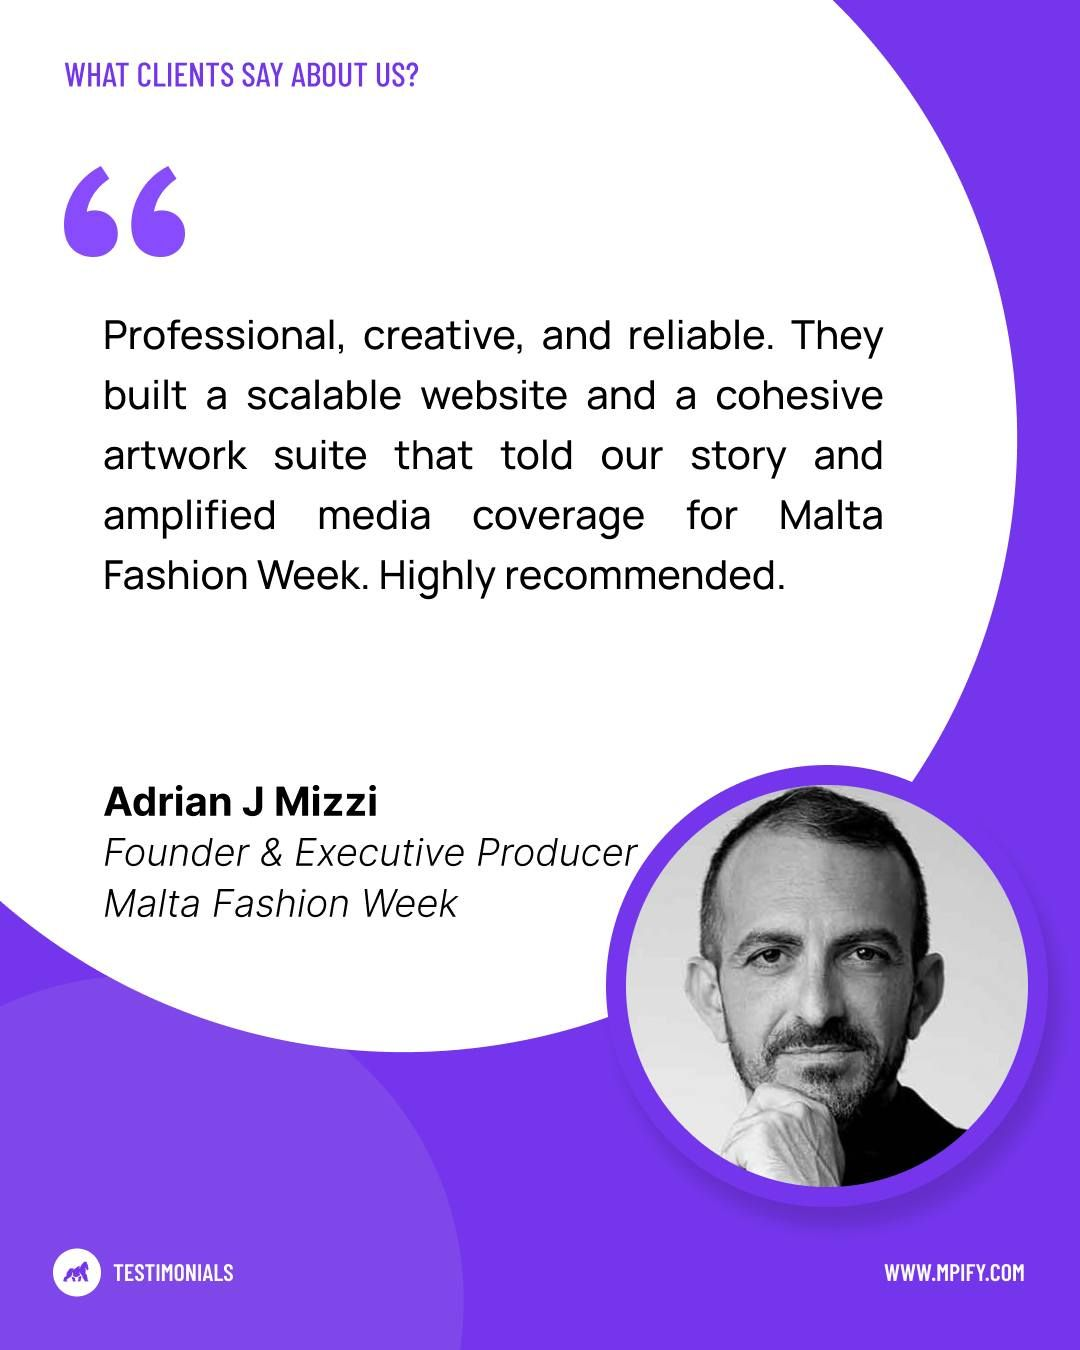 WHAT CLIENTS SAY ABOUT US?
“
Professional, creative, and reliable. They
built a scalable website and a cohesive
artwork suite that told our story and
amplified media coverage for Malta
Fashion Week. Highly recommended.
Adrian J Mizzi
Founder & Executive Producer
Malta Fashion Week
TESTIMONIALS
WWW.MPIFY.COM